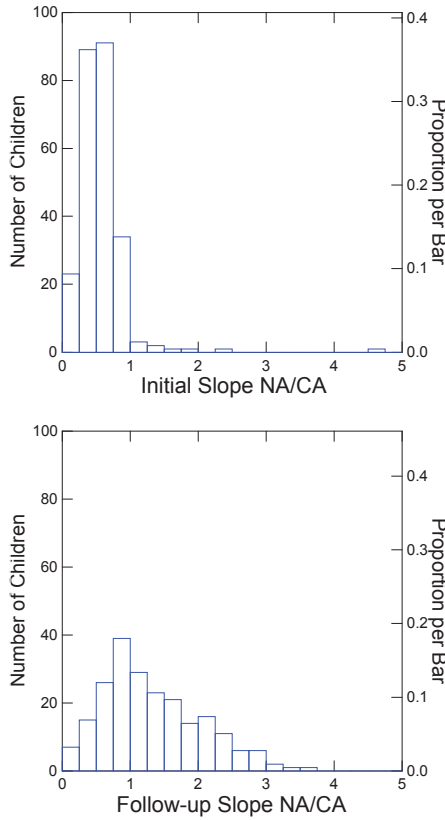 100
80
60
40
20
0
Number of Children
0.4
0.3
0.2
0.1
0.0
Proportion per Bar
0 1 2 3 4 5
Initial Slope NA/CA
100
80
60
40
20
0
Number of Children
0.4
0.3
0.2
0.1
0.0
Proportion per Bar
0 1 2 3 4 5
Follow-up Slope NA/CA